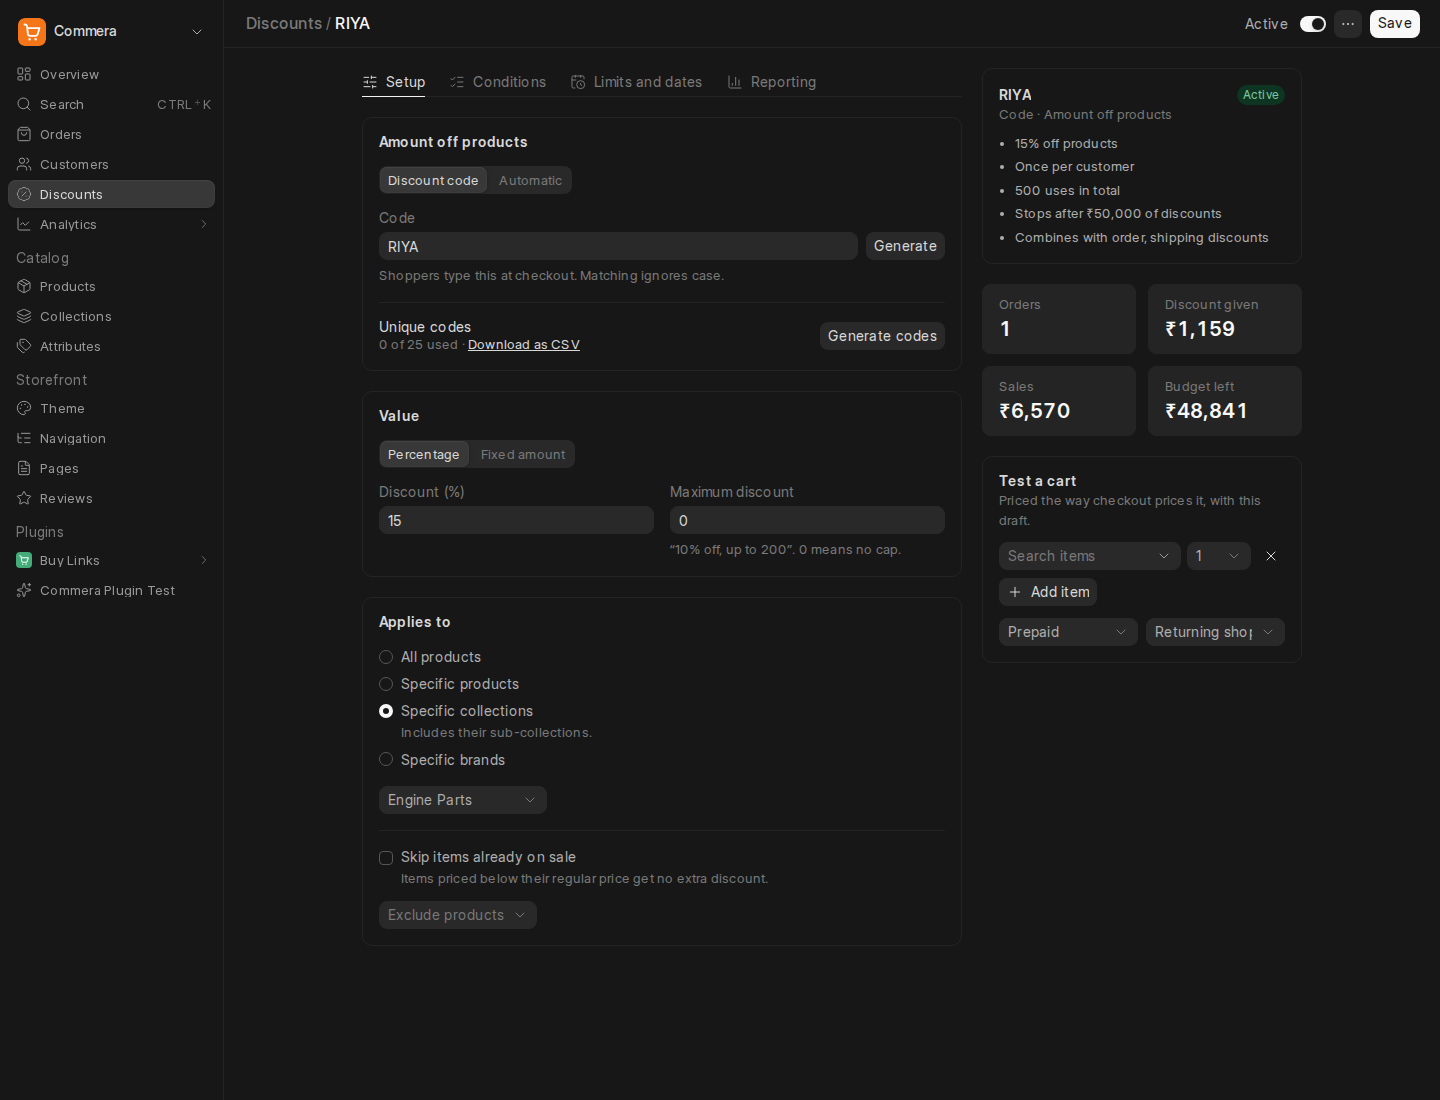 Commera
Overview
Search CTRL + K
Orders
Customers
Discounts
Analytics
Catalog
Products
Collections
Attributes
Storefront
Theme
Navigation
Pages
Reviews
Plugins
Buy Links
Commera Plugin Test
Discounts / RIYA
Active
Save
Setup
Conditions
Limits and dates
Reporting
Amount off products
Discount code
Automatic
Code
RIYA
Generate
Shoppers type this at checkout. Matching ignores case.
Unique codes
0 of 25 used · Download as CSV
Generate codes
Value
Percentage
Fixed amount
Discount (%)
Maximum discount
15
0
“10% off, up to 200”. 0 means no cap.
Applies to
All products
Specific products
Specific collections
Includes their sub-collections.
Specific brands
Engine Parts
Skip items already on sale
Items priced below their regular price get no extra discount.
Exclude products
RIYA
Active
Code · Amount off products
• 15% off products
• Once per customer
• 500 uses in total
• Stops after ₹50,000 of discounts
• Combines with order, shipping discounts
Orders
1
Discount given
₹1,159
Sales
₹6,570
Budget left
₹48,841
Test a cart
Priced the way checkout prices it, with this
draft.
Search items
1
Add item
Prepaid
Returning shop